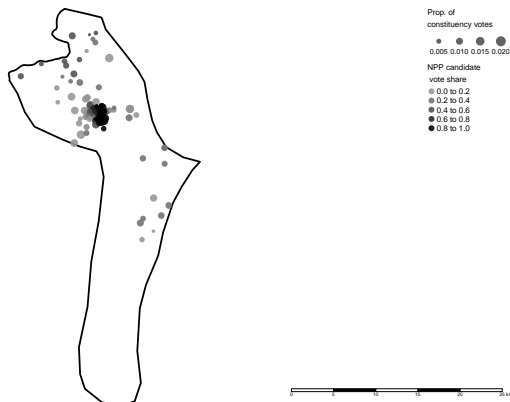 Prop. of
constituency votes
0.005 0.010 0.015 0.020
NPP candidate
vote share
0.0 to 0.2
0.2 to 0.4
0.4 to 0.6
0.6 to 0.8
0.8 to 1.0
0 5 10 15 20 25 km